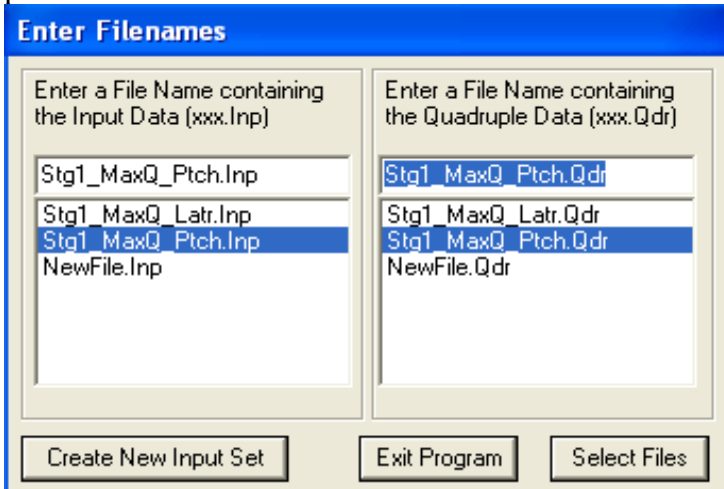 Enter Filenames
Enter a File Name containing
the Input Data (xxx.Inp)
Stg1_MaxQ_Ptch.Inp
Stg1_MaxQ_Latr.Inp
Stg1_MaxQ_Ptch.Inp
NewFile.Inp
Enter a File Name containing
the Quadruple Data (xxx.Qdr)
Stg1_MaxQ_Ptch.Qdr
Stg1_MaxQ_Latr.Qdr
Stg1_MaxQ_Ptch.Qdr
NewFile.Qdr
Create New Input Set
Exit Program
Select Files